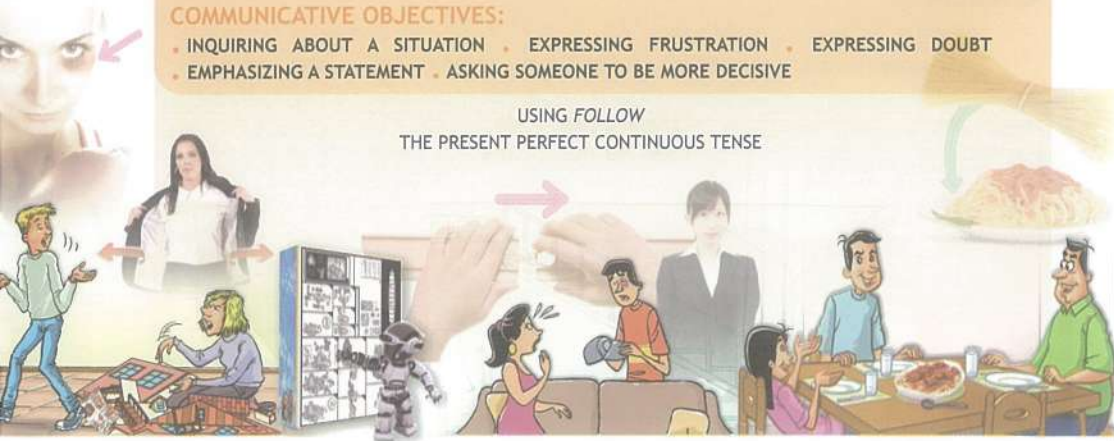 COMMUNICATIVE OBJECTIVES:
. INQUIRING ABOUT A SITUATION . EXPRESSING FRUSTRATION . EXPRESSING DOUBT
. EMPHASIZING A STATEMENT . ASKING SOMEONE TO BE MORE DECISIVE
USING FOLLOW
THE PRESENT PERFECT CONTINUOUS TENSE